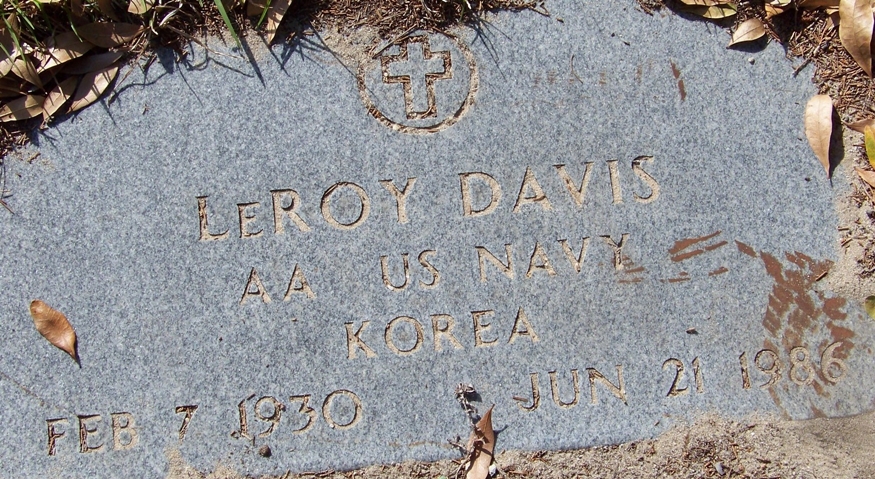 LeROY DAVIS
AA US NAVY
KOREA
FEB 7 1930 JUN 21 1986